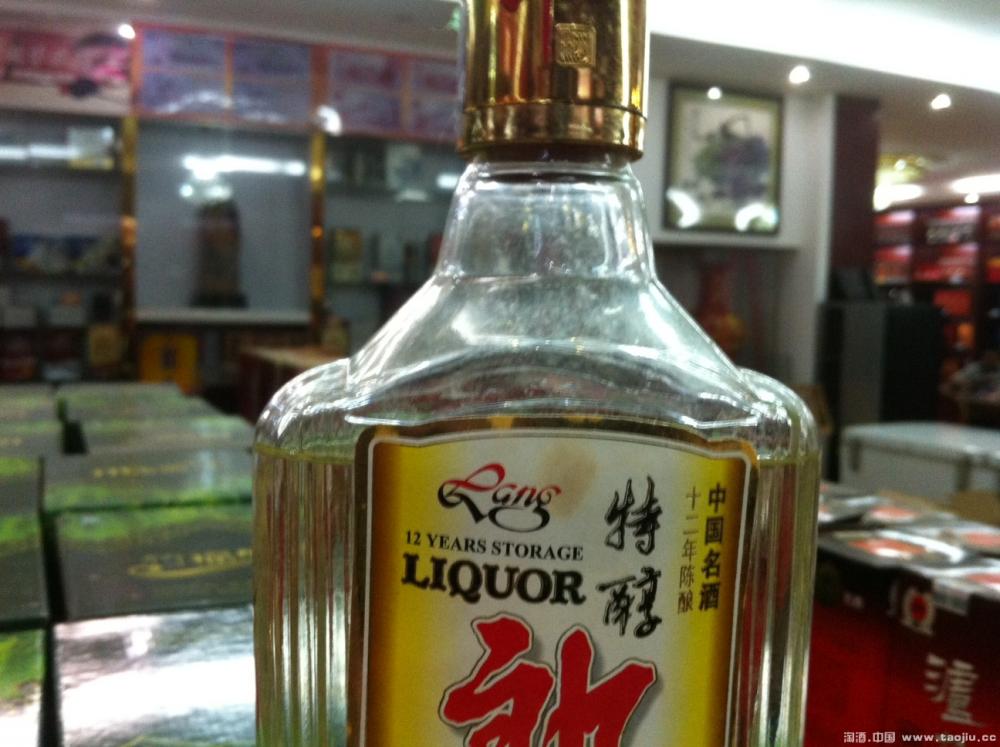 Lang
12 YEARS STORAGE
LIQUOR
特醇
中国名酒
十二年陈酿
郎
淘酒.中国 www.taojiu.cc